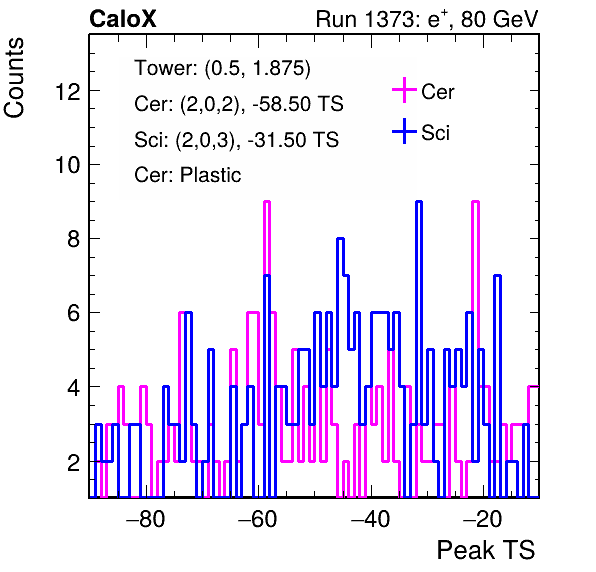 CaloX Run 1373: e⁺, 80 GeV
Counts
Tower: (0.5, 1.875)
Cer: (2,0,2), -58.50 TS
Sci: (2,0,3), -31.50 TS
Cer: Plastic
Cer
Sci
12
10
8
6
4
2
−80 −60 −40 −20
Peak TS